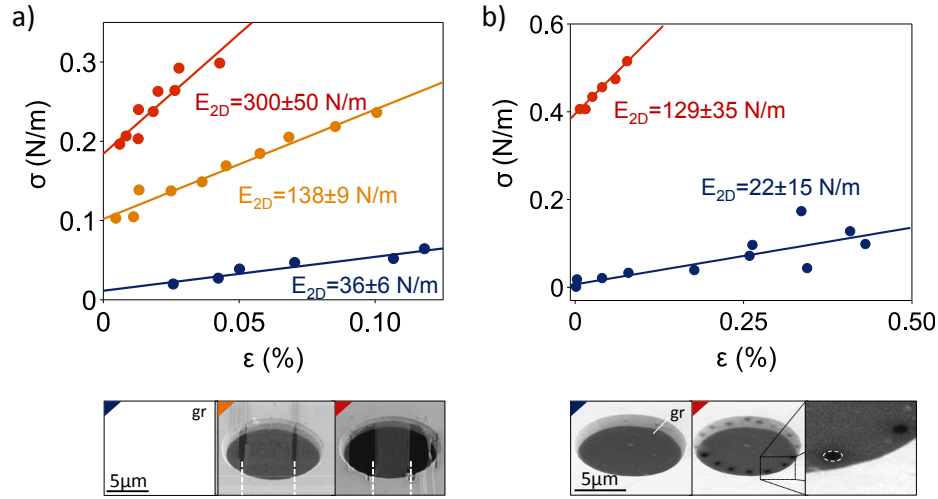 a)
0.3
0.2
0.1
0
σ (N/m)
E2D=300±50 N/m
E2D=138±9 N/m
E2D=36±6 N/m
0
0.05
0.10
ε (%)
gr
5µm
b)
0.6
0.4
0.2
0
σ (N/m)
E2D=129±35 N/m
E2D=22±15 N/m
0
0.25
0.50
ε (%)
gr
5µm